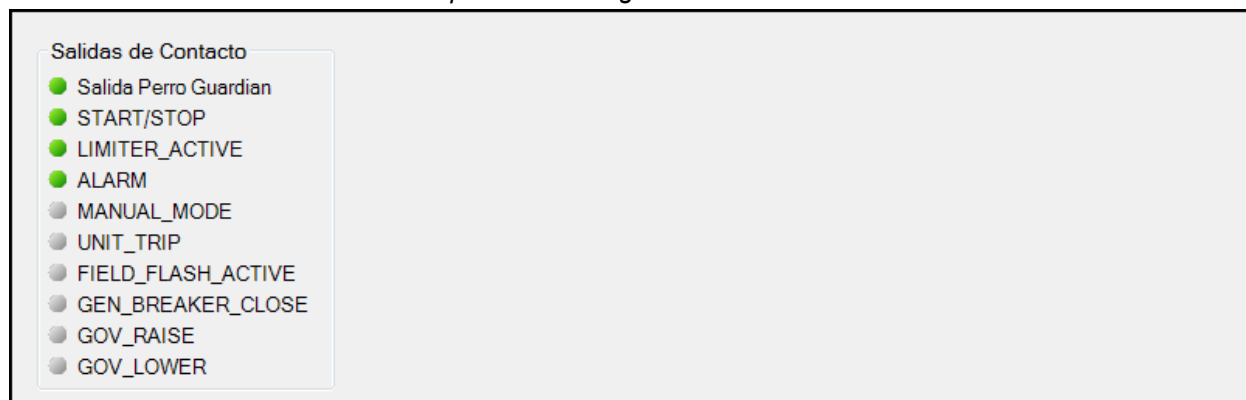 Salidas de Contacto
Salida Perro Guardian
START/STOP
LIMITER_ACTIVE
ALARM
MANUAL_MODE
UNIT_TRIP
FIELD_FLASH_ACTIVE
GEN_BREAKER_CLOSE
GOV_RAISE
GOV_LOWER